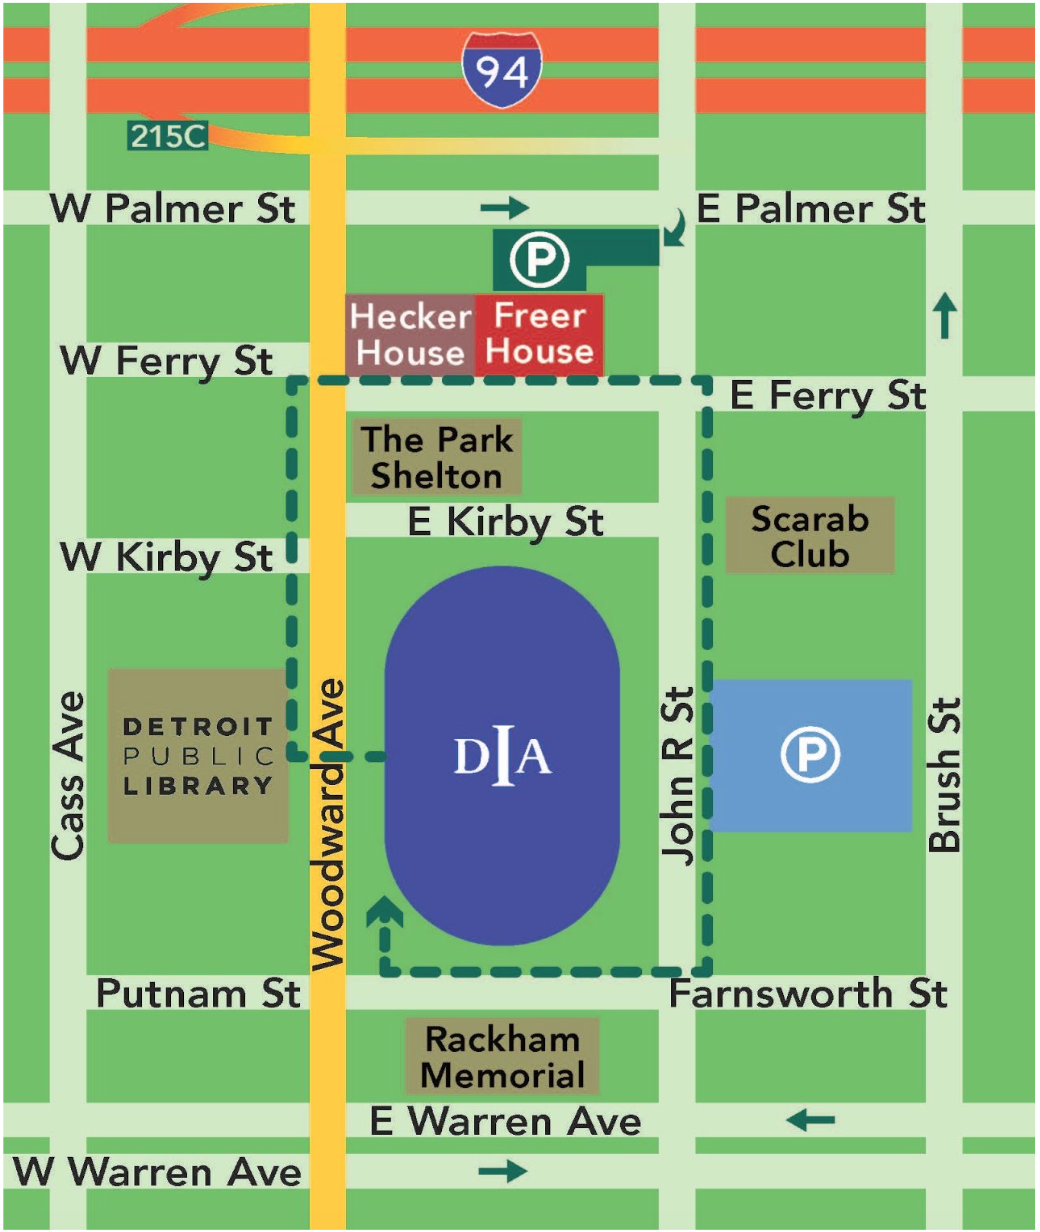 94
215C
W Palmer St
E Palmer St
P
Hecker
House
Freer
House
W Ferry St
E Ferry St
The Park
Shelton
E Kirby St
Scarab
Club
W Kirby St
DETROIT
PUBLIC
LIBRARY
Cass Ave
Woodward Ave
DIA
John R St
P
Brush St
Putnam St
Farnsworth St
Rackham
Memorial
E Warren Ave
W Warren Ave